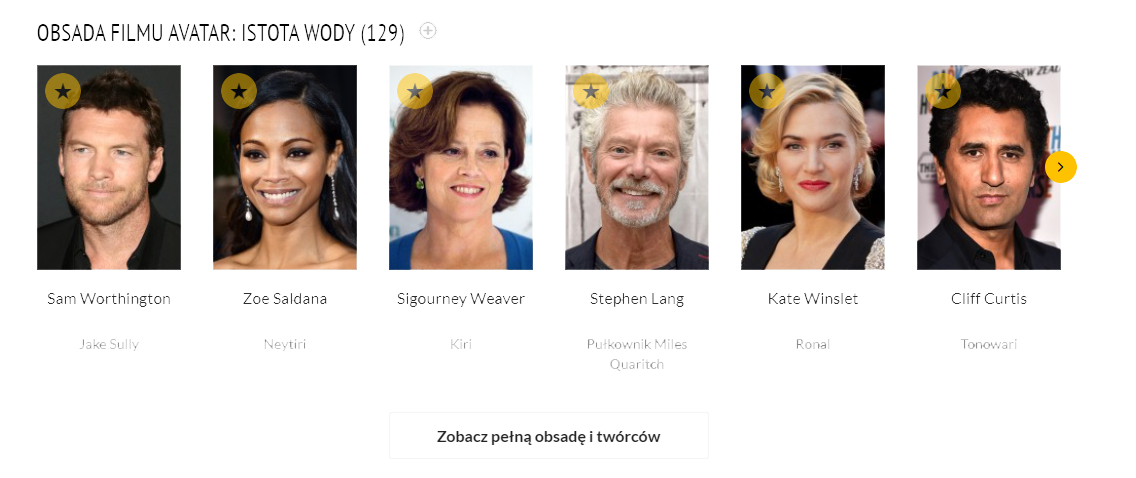 OBSADA FILMU AVATAR: ISTOTA WODY (129)
Sam Worthington
Zoe Saldana
Sigourney Weaver
Stephen Lang
Kate Winslet
Cliff Curtis
Jake Sully
Neytiri
Kiri
Pułkownik Miles
Quaritch
Ronal
Tonowari
Zobacz pełną obsadę i twórców